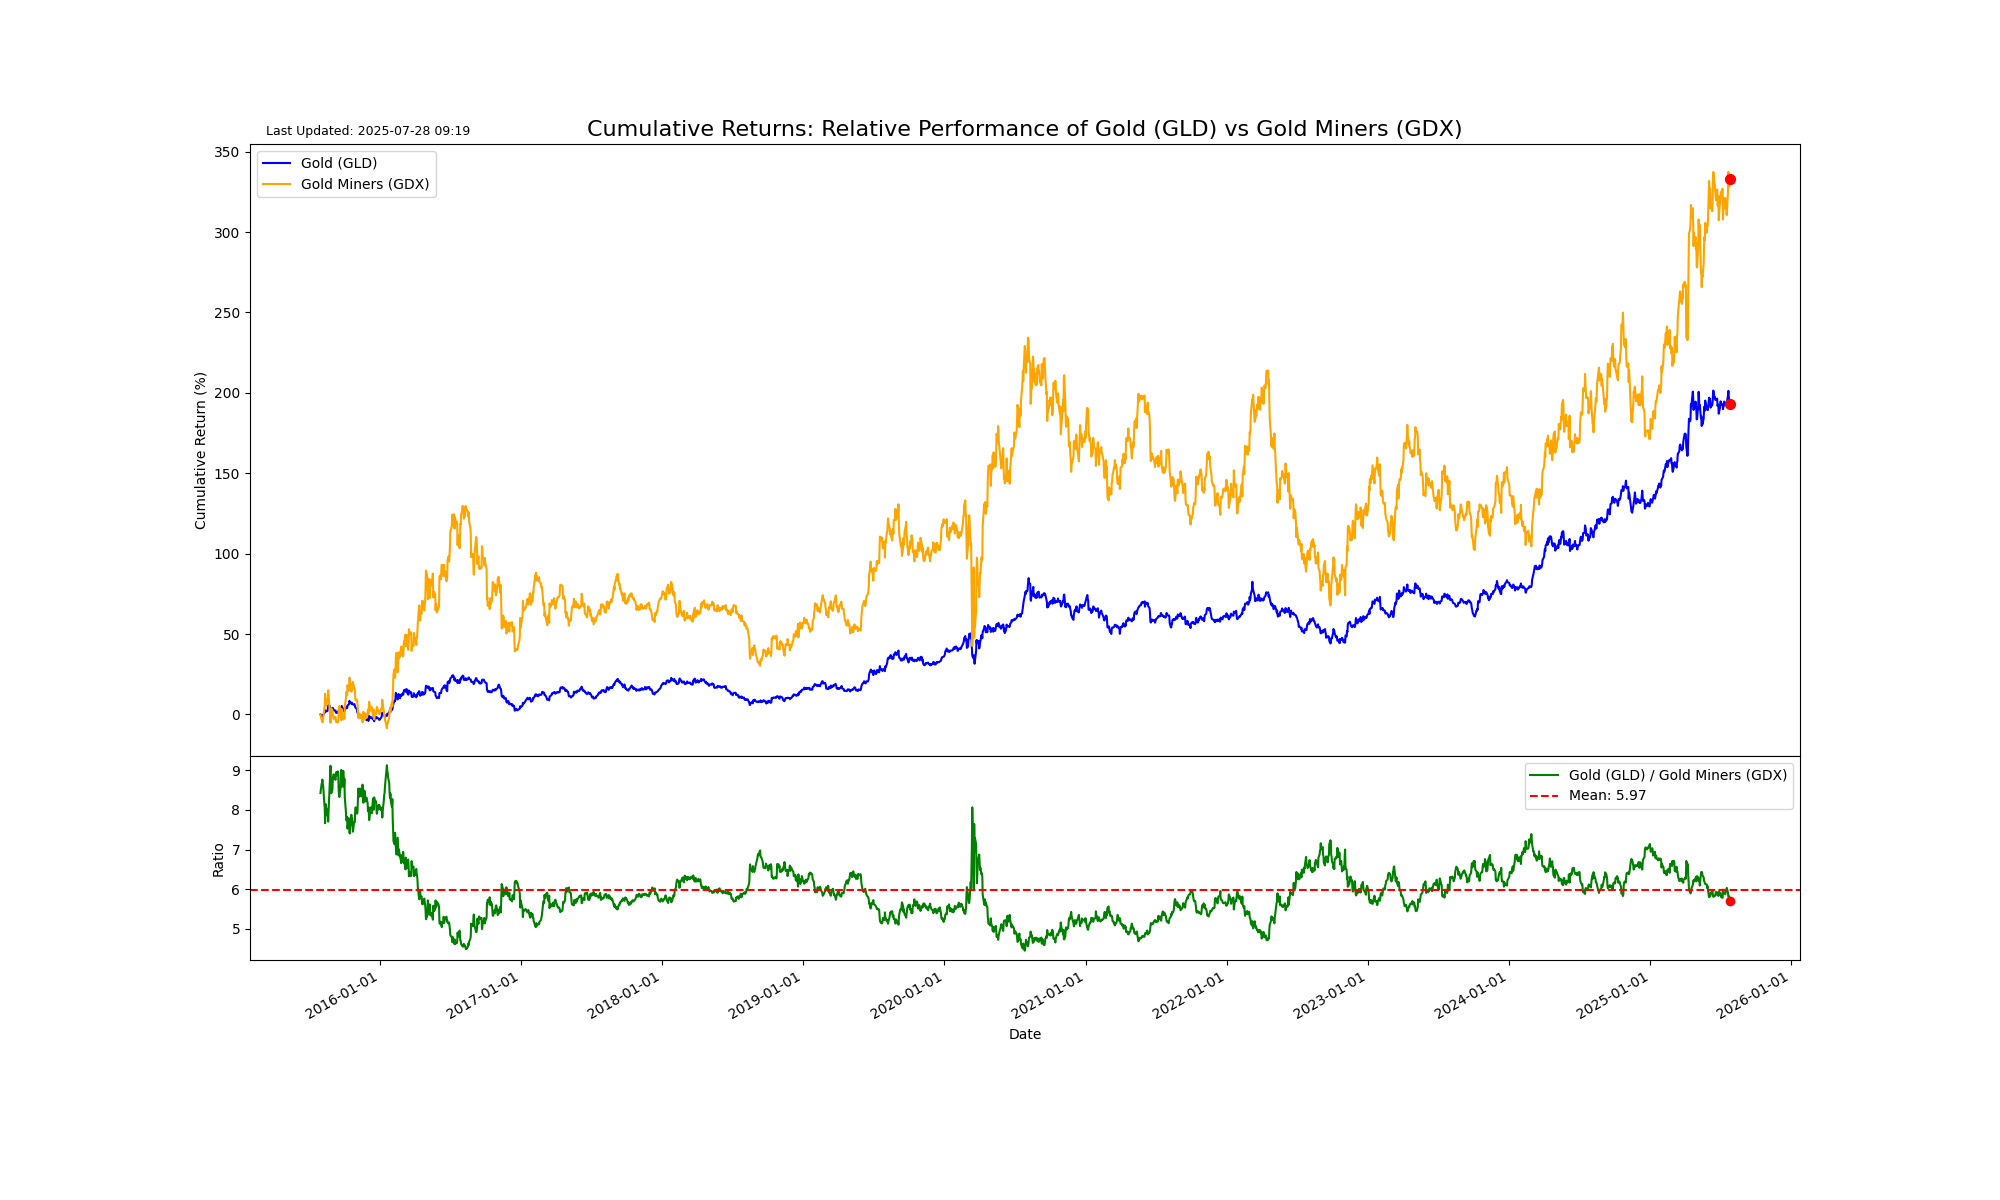 Last Updated: 2025-07-28 09:19
Cumulative Returns: Relative Performance of Gold (GLD) vs Gold Miners (GDX)
Gold (GLD)
Gold Miners (GDX)
350
300
250
200
150
100
50
0
Cumulative Return (%)
Gold (GLD) / Gold Miners (GDX)
Mean: 5.97
9
8
7
6
5
Ratio
2016-01-01
2017-01-01
2018-01-01
2019-01-01
2020-01-01
2021-01-01
2022-01-01
2023-01-01
2024-01-01
2025-01-01
2026-01-01
Date